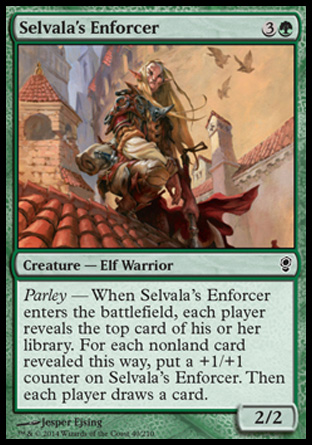 Selvala's Enforcer 3
Creature — Elf Warrior
Parley — When Selvala's Enforcer
enters the battlefield, each player
reveals the top card of his or her
library. For each nonland card
revealed this way, put a +1/+1
counter on Selvala's Enforcer. Then
each player draws a card.
2/2
Jesper Ejsing
™ & © 2014 Wizards of the Coast 40/210